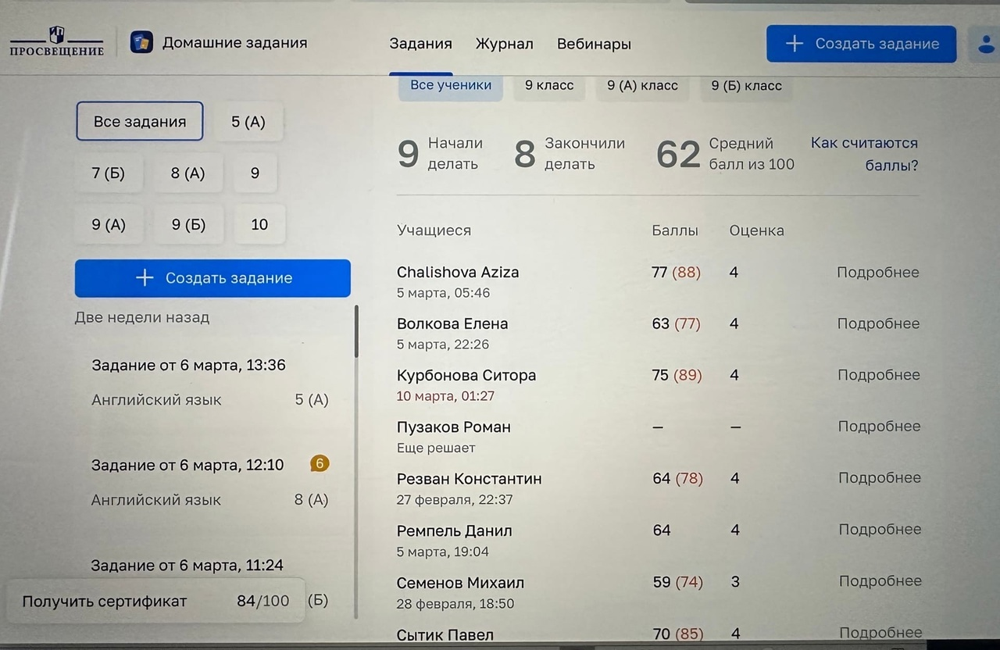 ПРОСВЕЩЕНИЕ
Домашние задания
Задания Журнал Вебинары
Создать задание
Все задания 5 (А)
7 (Б) 8 (А) 9
9 (А) 9 (Б) 10
Создать задание
Две недели назад
Задание от 6 марта, 13:36
Английский язык 5 (А)
Задание от 6 марта, 12:10 6
Английский язык 8 (А)
Задание от 6 марта, 11:24
Получить сертификат 84/100 (Б)
Все ученики 9 класс 9 (А) класс 9 (Б) класс
9 Начали делать
8 Закончили делать
62 Средний балл из 100
Как считаются баллы?
Учащиеся Баллы Оценка
Chalishova Aziza 77 (88) 4 Подробнее
5 марта, 05:46
Волкова Елена 63 (77) 4 Подробнее
5 марта, 22:26
Курбонова Ситора 75 (89) 4 Подробнее
10 марта, 01:27
Пузаков Роман – – Подробнее
Еще решает
Резван Константин 64 (78) 4 Подробнее
27 февраля, 22:37
Ремпель Данил 64 4 Подробнее
5 марта, 19:04
Семенов Михаил 59 (74) 3 Подробнее
28 февраля, 18:50
Сытик Павел 70 (85) 4 Подробнее